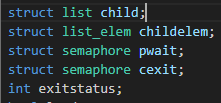 struct list child;
struct list_elem childelem;
struct semaphore pwait;
struct semaphore cexit;
int exitstatus;